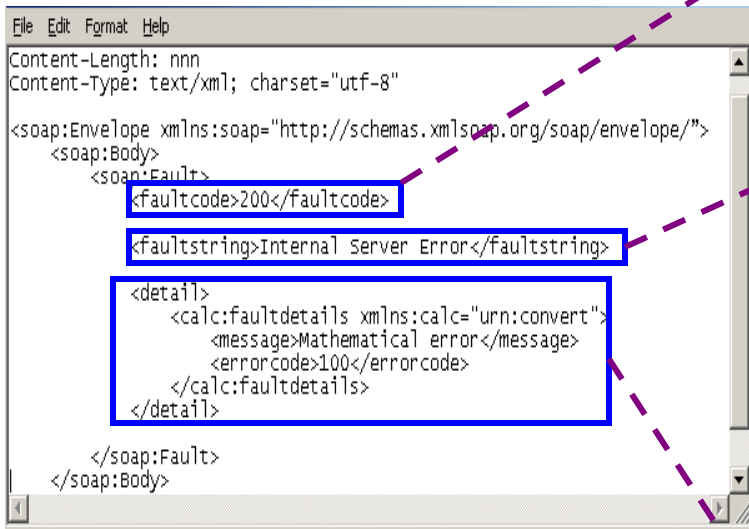 File Edit Format Help
Content-Length: nnn
Content-Type: text/xml; charset="utf-8"
<soap:Envelope xmlns:soap="http://schemas.xmlsoap.org/soap/envelope/”>
<soap:Body>
<soap:Fault>
<faultcode>200</faultcode>
<faultstring>Internal Server Error</faultstring>
<detail>
<calc:faultdetails xmlns:calc="urn:convert">
<message>Mathematical error</message>
<errorcode>100</errorcode>
</calc:faultdetails>
</detail>
</soap:Fault>
</soap:Body>